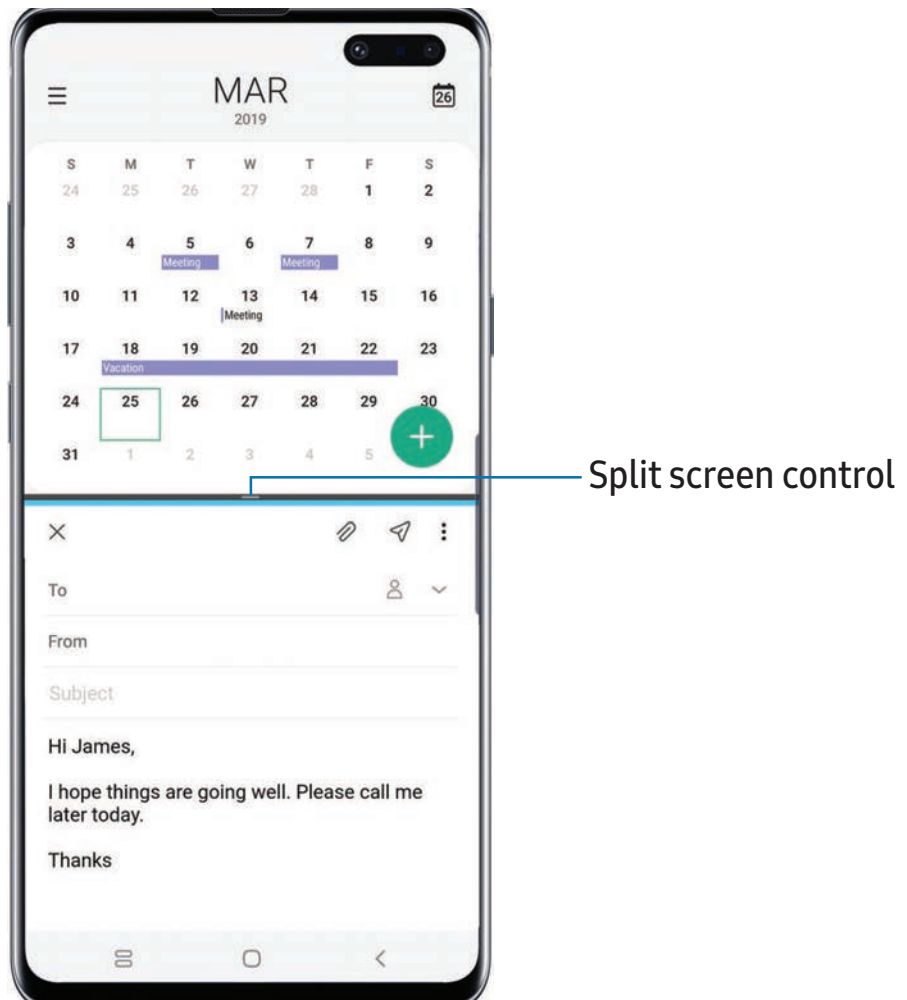 MAR
26
2019
S M T W T F S
24 25 26 27 28 1 2
3 4 5 6 7 8 9
Meeting Meeting
10 11 12 13 14 15 16
Meeting
17 18 19 20 21 22 23
Vacation
24 25 26 27 28 29 30
31 1 2 3 4 5
Split screen control
To
From
Subject
Hi James,
I hope things are going well. Please call me
later today.
Thanks